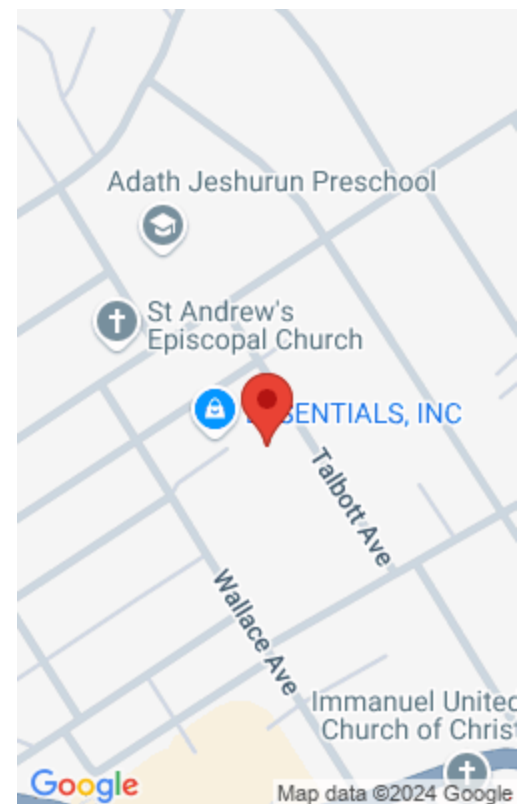 Adath Jeshurun Preschool
St Andrew's
Episcopal Church
SENTIALS, INC
Talbott Ave
Wallace Ave
Immanuel United
Church of Christ
Google
Map data ©2024 Google